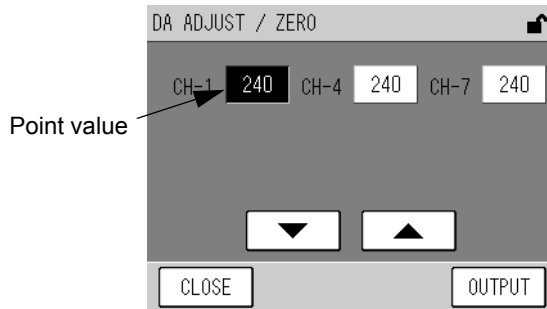 DA ADJUST / ZERO
CH-1 240 CH-4 240 CH-7 240
Point value
CLOSE OUTPUT